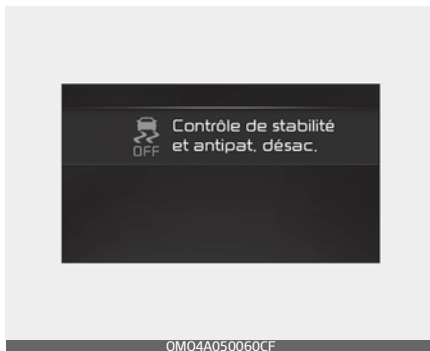 Contrôle de stabilité
OFF et antipat. désac.
OMO4A050060CF